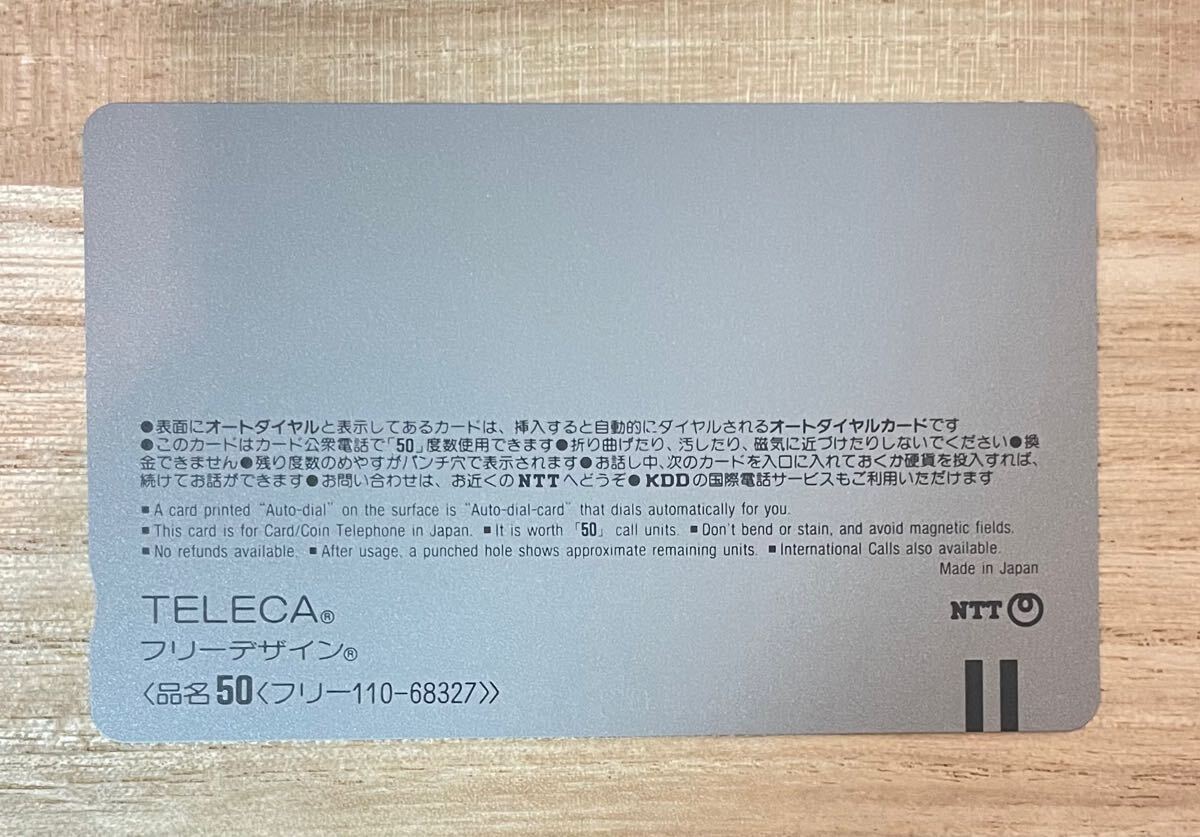 ●表面にオートダイヤルと表示してあるカードは、挿入すると自動的にダイヤルされるオートダイヤルカードです
●このカードはカード公衆電話で「50」度数使用できます●折り曲げたり、汚したり、磁気に近づけたりしないでください●換
金できません●残り度数のめやすがパンチ穴で表示されます●お話し中、次のカードを入口に入れておくか硬貨を投入すれば、
続けてお話ができます●お問い合わせは、お近くのNTTへどうぞ●KDDの国際電話サービスもご利用いただけます
■A card printed "Auto-dial" on the surface is "Auto-dial-card" that dials automatically for you.
■This card is for Card/Coin Telephone in Japan. ■It is worth「50」call units. ■Don't bend or stain, and avoid magnetic fields.
■No refunds available. ■After usage, a punched hole shows approximate remaining units. ■International Calls also available.
Made in Japan
TELECA®
NTT
フリーデザイン®
〈品名50〈フリー110-68327〉〉